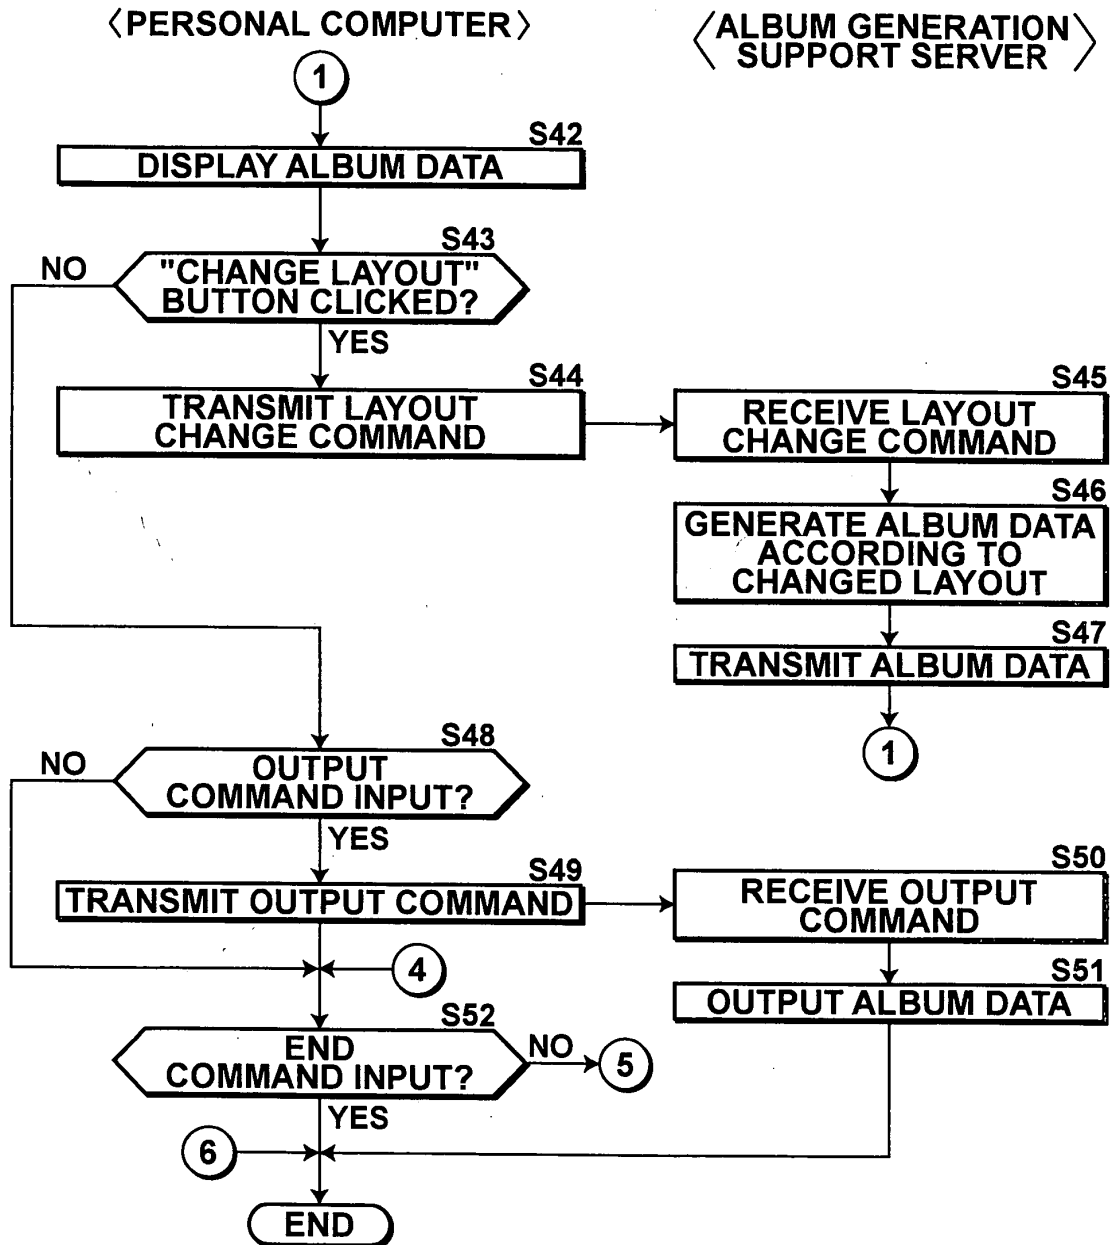 〈PERSONAL COMPUTER〉
〈ALBUM GENERATION
SUPPORT SERVER〉
1
S42
DISPLAY ALBUM DATA
S43
NO
"CHANGE LAYOUT"
BUTTON CLICKED?
YES
S44
TRANSMIT LAYOUT
CHANGE COMMAND
S45
RECEIVE LAYOUT
CHANGE COMMAND
S46
GENERATE ALBUM DATA
ACCORDING TO
CHANGED LAYOUT
S47
TRANSMIT ALBUM DATA
1
S48
NO
OUTPUT
COMMAND INPUT?
YES
S49
TRANSMIT OUTPUT COMMAND
S50
RECEIVE OUTPUT
COMMAND
4
S51
OUTPUT ALBUM DATA
S52
END
COMMAND INPUT?
NO
5
YES
6
END